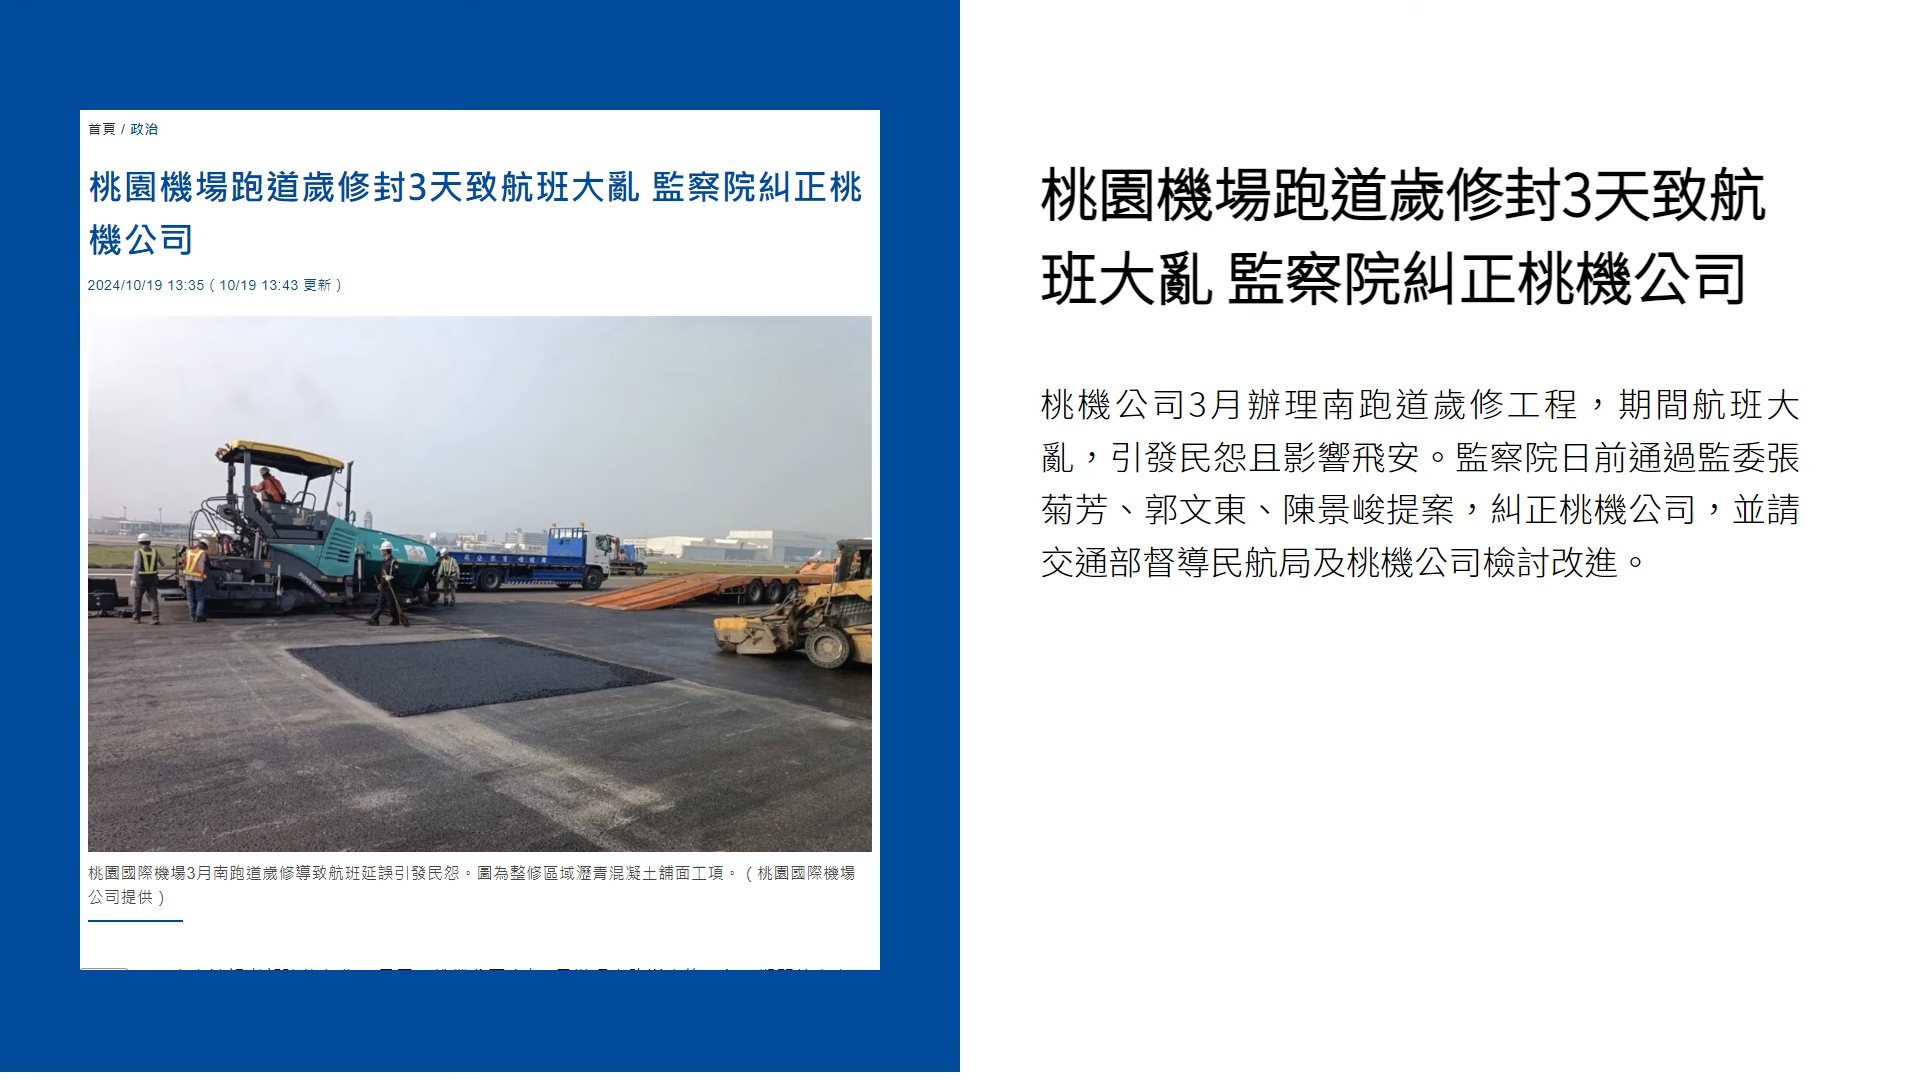 首頁 / 政治
桃園機場跑道歲修封3天致航班大亂 監察院糾正桃
機公司
2024/10/19 13:35（10/19 13:43 更新）
桃園國際機場3月南跑道歲修導致航班延誤引發民怨。圖為整修區域瀝青混凝土舖面工項。（桃園國際機場
公司提供）
桃園機場跑道歲修封3天致航
班大亂 監察院糾正桃機公司
桃機公司3月辦理南跑道歲修工程，期間航班大
亂，引發民怨且影響飛安。監察院日前通過監委張
菊芳、郭文東、陳景峻提案，糾正桃機公司，並請
交通部督導民航局及桃機公司檢討改進。